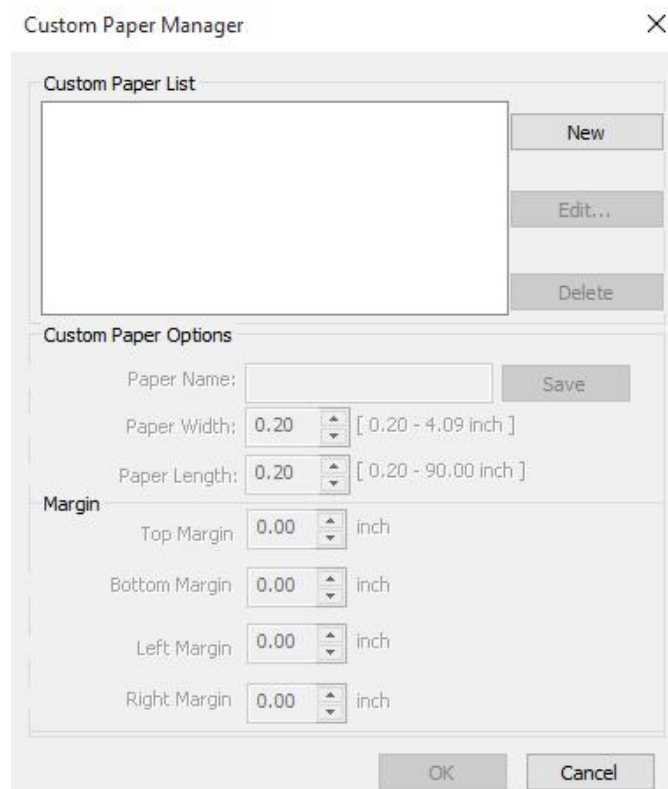 Custom Paper Manager
Custom Paper List
New
Edit...
Delete
Custom Paper Options
Paper Name:
Save
Paper Width: 0.20 [ 0.20 - 4.09 inch ]
Paper Length: 0.20 [ 0.20 - 90.00 inch ]
Margin
Top Margin 0.00 inch
Bottom Margin 0.00 inch
Left Margin 0.00 inch
Right Margin 0.00 inch
OK Cancel